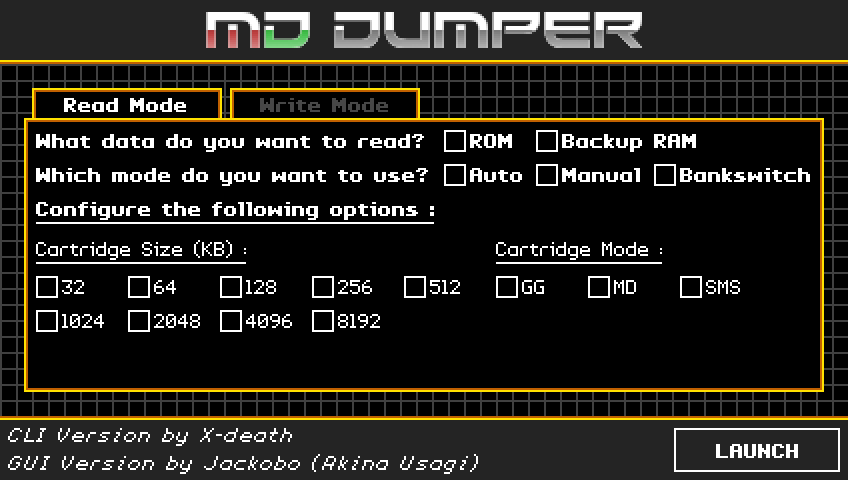 MD DUMPER
Read Mode Write Mode
What data do you want to read? ROM Backup RAM
Which mode do you want to use? Auto Manual Bankswitch
Configure the following options :
Cartridge Size (KB) : Cartridge Mode :
32 64 128 256 512 GG MD SMS
1024 2048 4096 8192
CLI Version by X-death
GUI Version by Jackobo (Akina Usagi)
LAUNCH